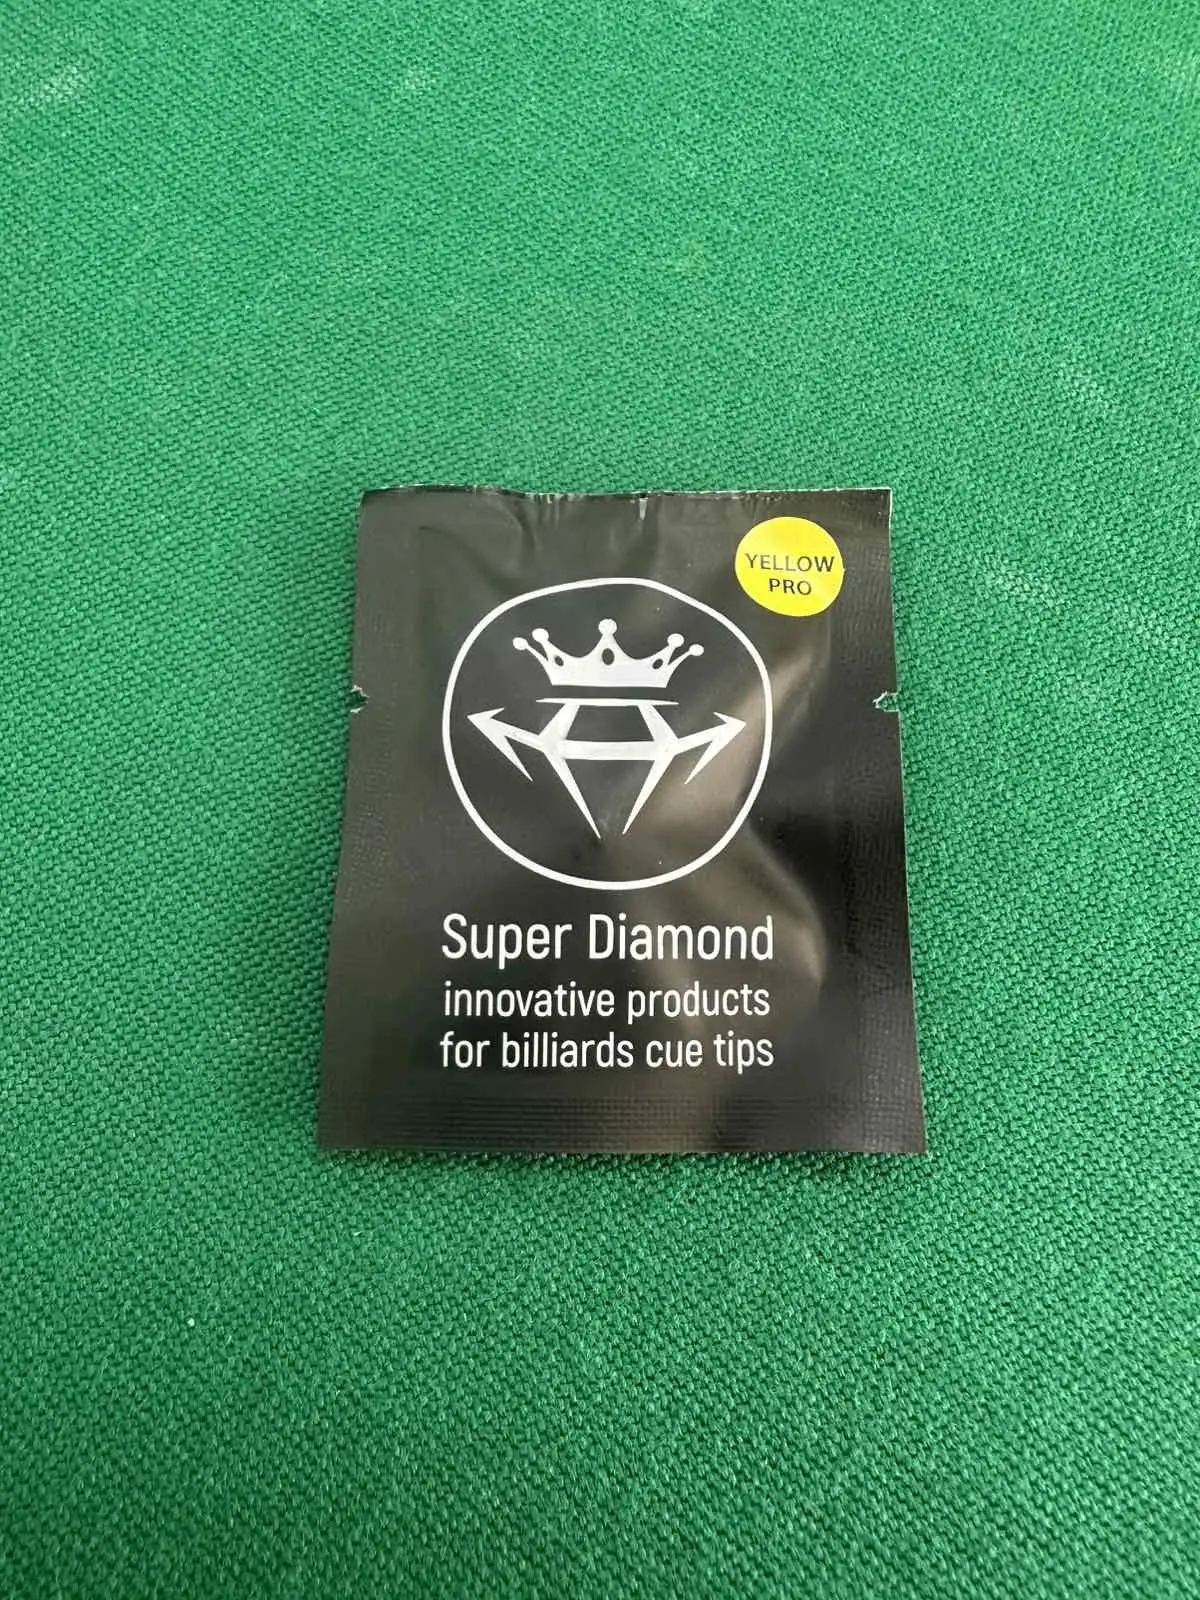 YELLOW
PRO
Super Diamond
innovative products
for billiards cue tips